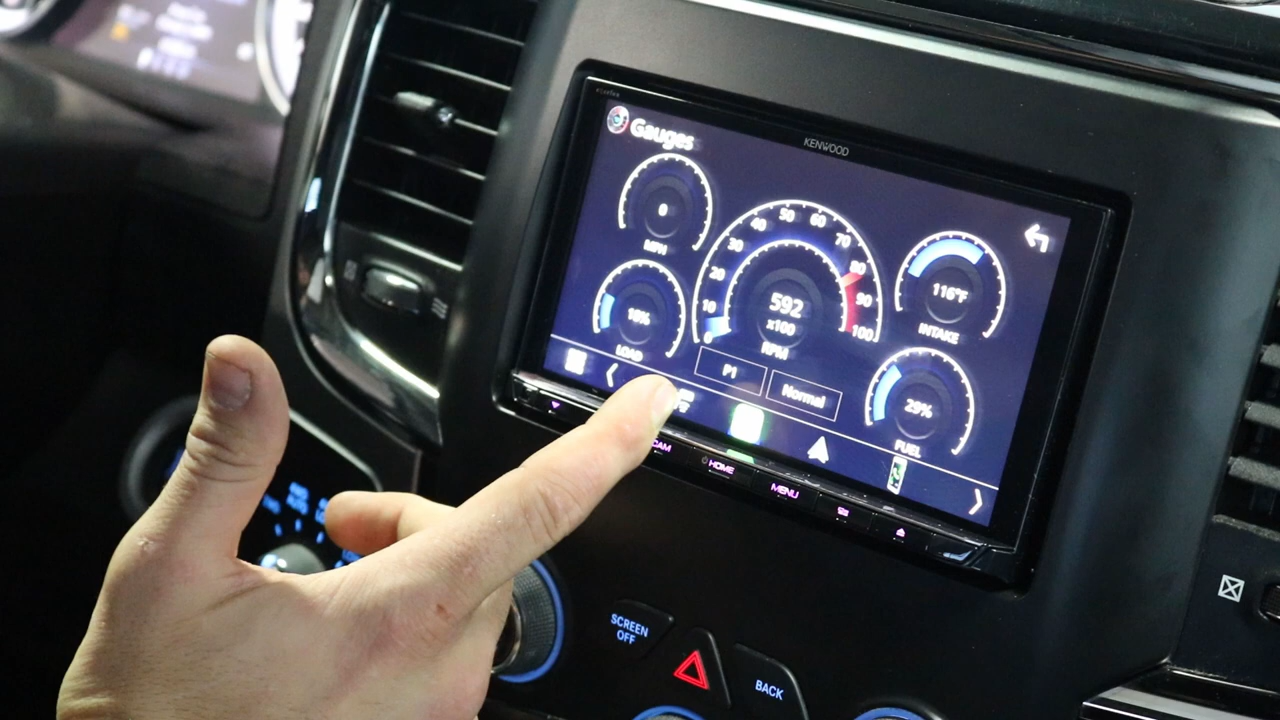 KENWOOD
Gauges
0
MPH
0 10 20 30 40 50 60 70 80 90 100
592
x100
RPM
116°F
INTAKE
LOAD
P1
Normal
29%
FUEL
CAM
HOME
MENU
SCREEN
OFF
BACK